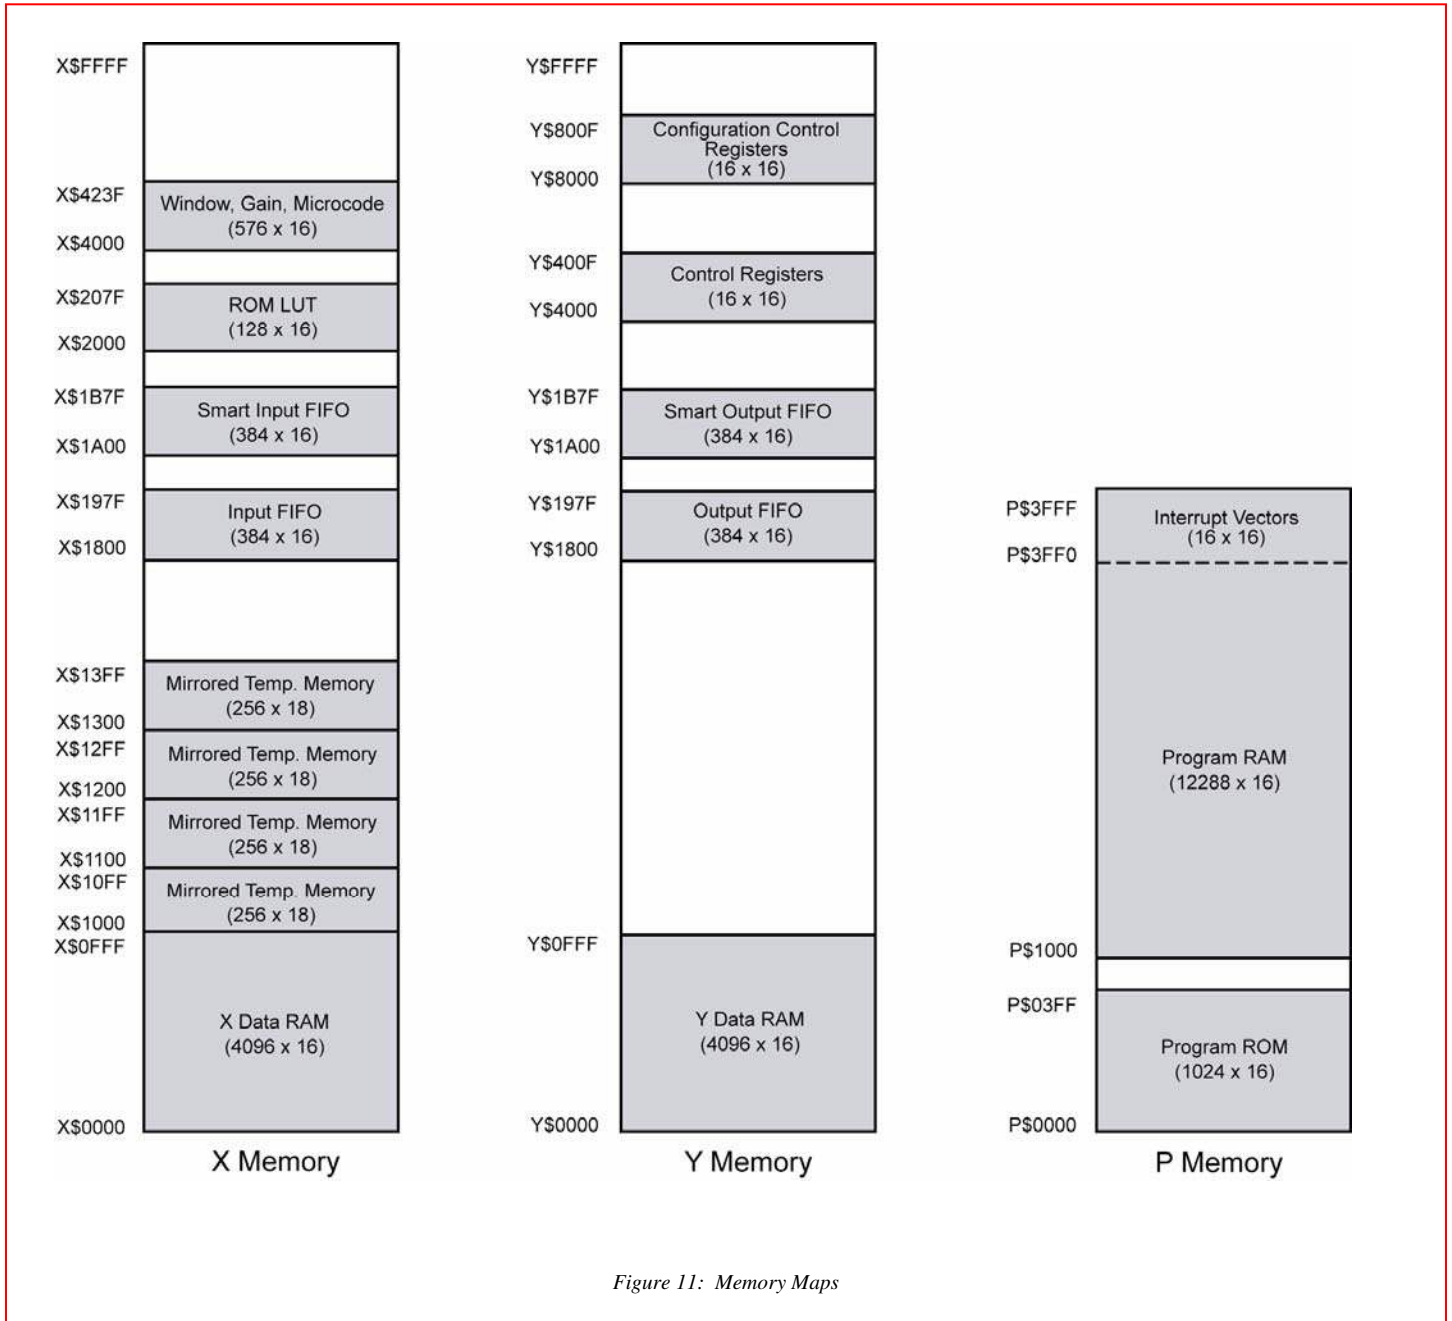 X$FFFF
X$423F
Window, Gain, Microcode
(576 x 16)
X$4000
X$207F
ROM LUT
(128 x 16)
X$2000
X$1B7F
Smart Input FIFO
(384 x 16)
X$1A00
X$197F
Input FIFO
(384 x 16)
X$1800
X$13FF
Mirrored Temp. Memory
(256 x 18)
X$1300
X$12FF
Mirrored Temp. Memory
(256 x 18)
X$1200
X$11FF
Mirrored Temp. Memory
(256 x 18)
X$1100
X$10FF
Mirrored Temp. Memory
(256 x 18)
X$1000
X$0FFF
X Data RAM
(4096 x 16)
X$0000
X Memory
Y$FFFF
Y$800F
Configuration Control
Registers
(16 x 16)
Y$8000
Y$400F
Control Registers
(16 x 16)
Y$4000
Y$1B7F
Smart Output FIFO
(384 x 16)
Y$1A00
Y$197F
Output FIFO
(384 x 16)
Y$1800
Y$0FFF
Y Data RAM
(4096 x 16)
Y$0000
Y Memory
P$3FFF
Interrupt Vectors
(16 x 16)
P$3FF0
Program RAM
(12288 x 16)
P$1000
P$03FF
Program ROM
(1024 x 16)
P$0000
P Memory
Figure 11: Memory Maps